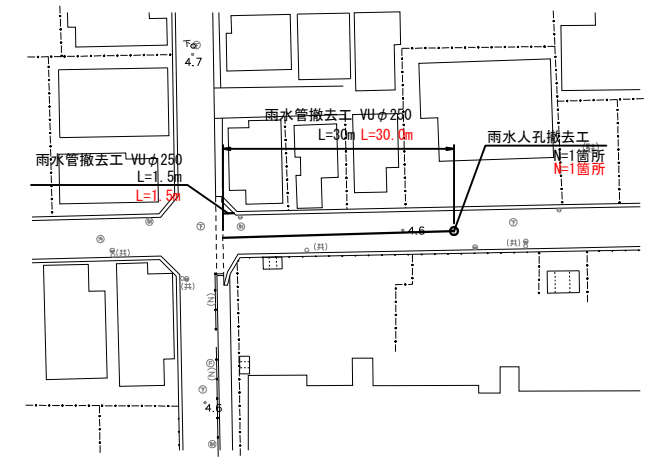 下
4.7
雨水管撤去工 VUφ250
L=30m L=30.0m
雨水人孔撤去工
N=1箇所
N=1箇所
雨水管撤去工 VUφ250
L=1.5m
L=1.5m
4.6
(共)
(共)
(共)
(共)
(N)
(N)
4.6